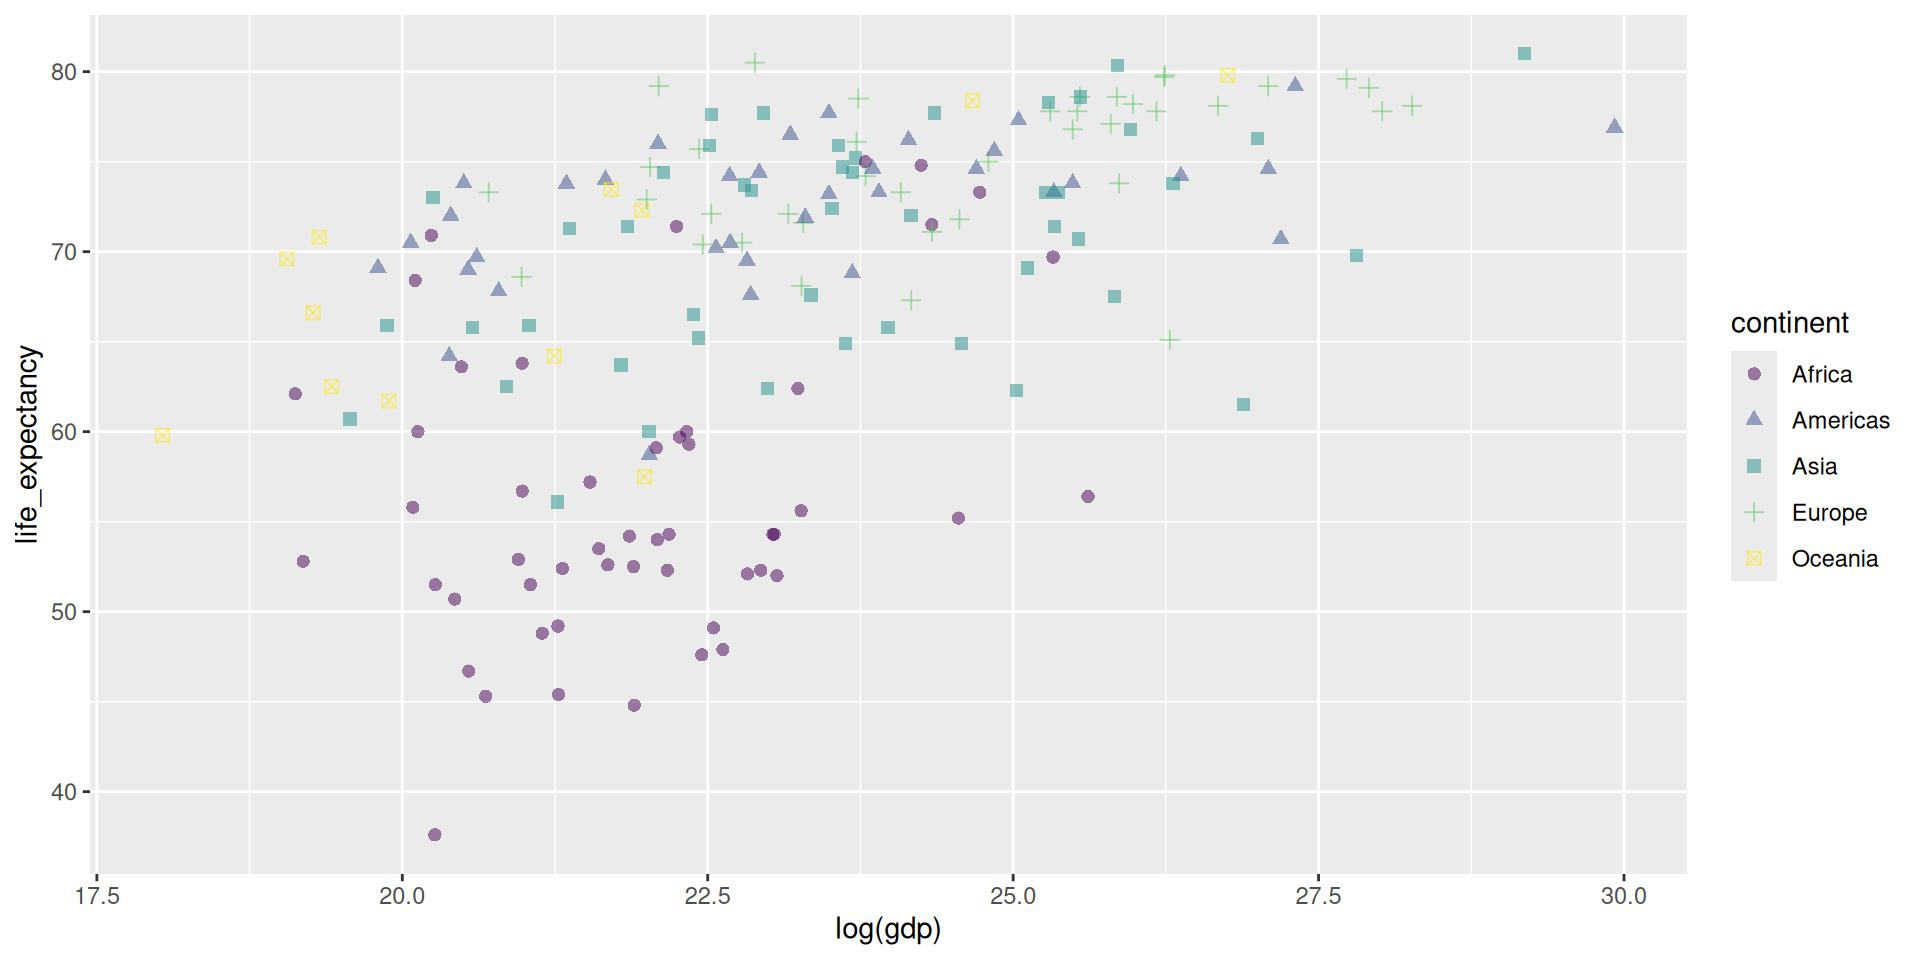 life_expectancy
80
70
60
50
40
17.5 20.0 22.5 25.0 27.5 30.0
log(gdp)
continent
Africa
Americas
Asia
Europe
Oceania